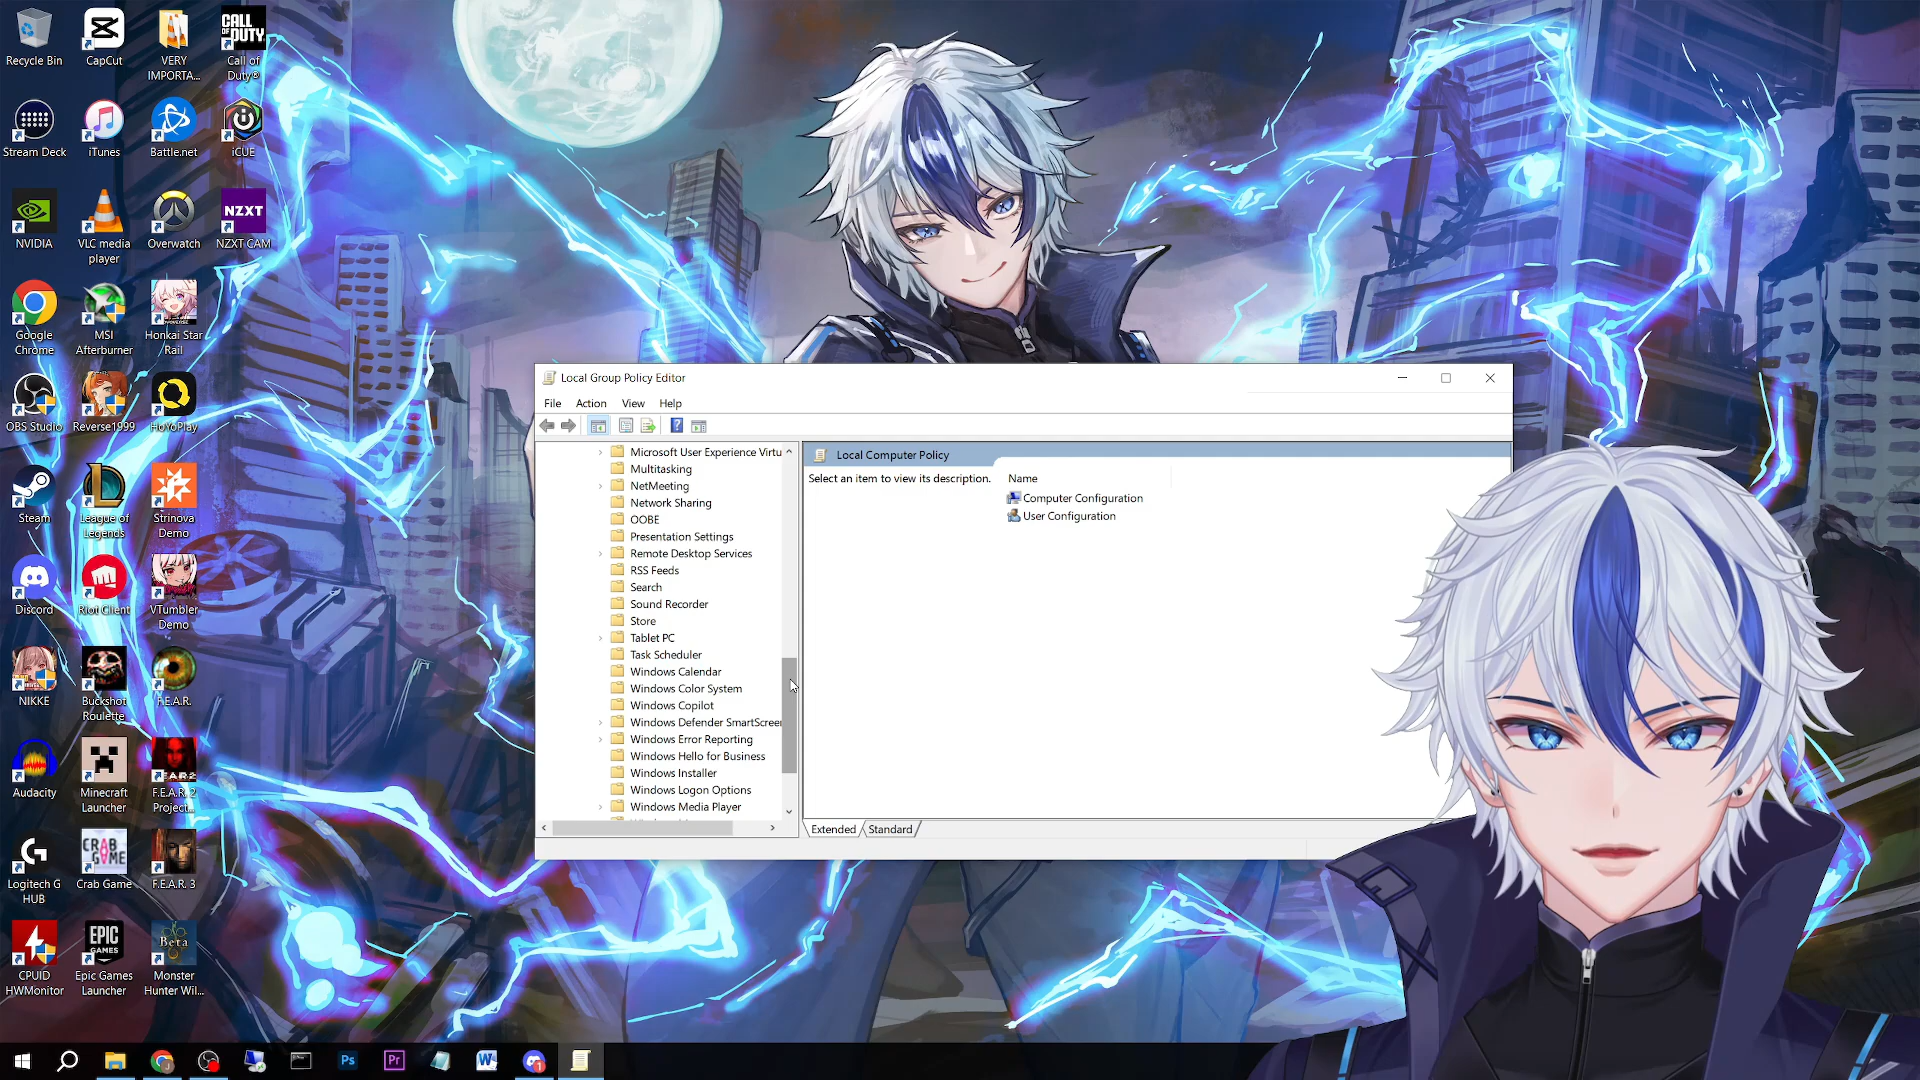 Recycle Bin
CapCut
VERY
IMPORTA...
CALL
OF DUTY
Call of
Duty®
Stream Deck
iTunes
Battle.net
iCUE
NVIDIA
VLC media
player
Overwatch
NZXT
NZXT CAM
Google
Chrome
MSI
Afterburner
Honkai Star
Rail
OBS Studio
Reverse1999
HoYoPlay
Steam
League of
Legends
Strinova
Demo
Discord
Riot Client
VTumbler
Demo
NIKKE
Buckshot
Roulette
F.E.A.R.
Audacity
Minecraft
Launcher
F.E.A.R. 2
Project...
Logitech G
HUB
CRAB
GAME
Crab Game
F.E.A.R. 3
CPUID
HWMonitor
EPIC
GAMES
Epic Games
Launcher
Beta
Monster
Hunter Wil...
Local Group Policy Editor
File Action View Help
Microsoft User Experience Virtu
Multitasking
NetMeeting
Network Sharing
OOBE
Presentation Settings
Remote Desktop Services
RSS Feeds
Search
Sound Recorder
Store
Tablet PC
Task Scheduler
Windows Calendar
Windows Color System
Windows Copilot
Windows Defender SmartScreen
Windows Error Reporting
Windows Hello for Business
Windows Installer
Windows Logon Options
Windows Media Player
Local Computer Policy
Select an item to view its description.
Name
Computer Configuration
User Configuration
Extended Standard
Ps
Pr
W
1